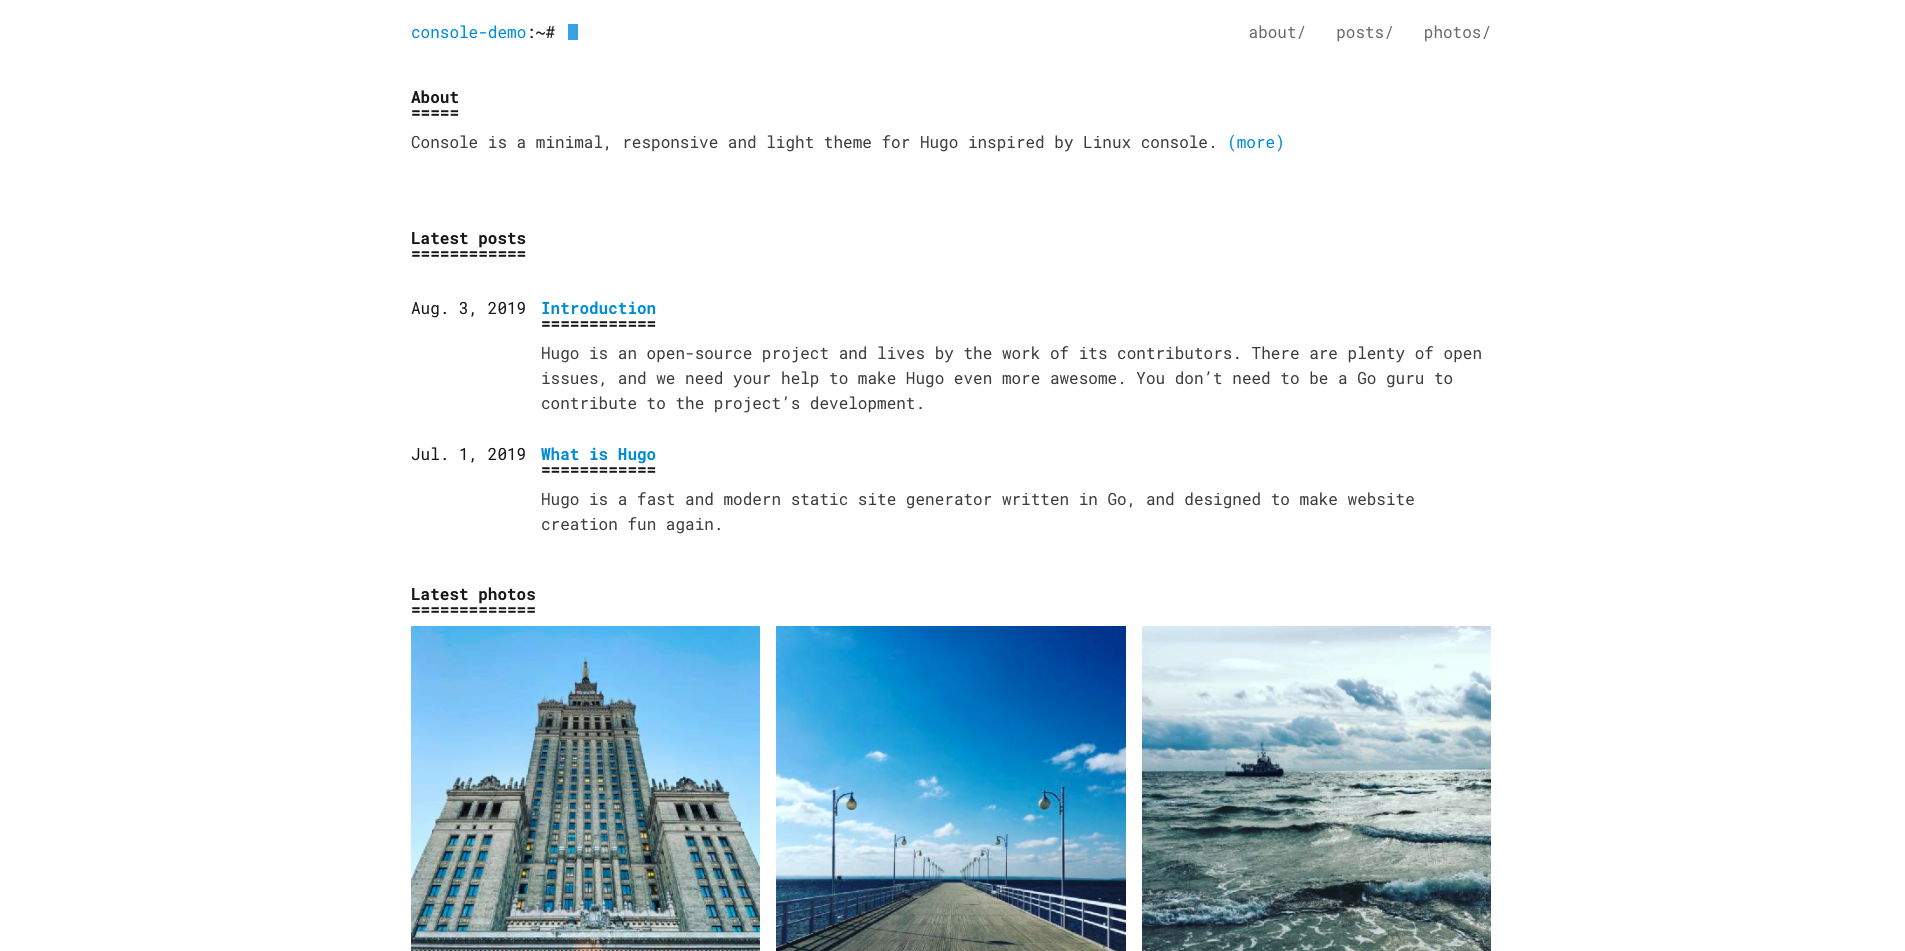 console-demo:~#
about/ posts/ photos/
About
=====
Console is a minimal, responsive and light theme for Hugo inspired by Linux console. (more)
Latest posts
============
Aug. 3, 2019 Introduction
============
Hugo is an open-source project and lives by the work of its contributors. There are plenty of open
issues, and we need your help to make Hugo even more awesome. You don’t need to be a Go guru to
contribute to the project’s development.
Jul. 1, 2019 What is Hugo
============
Hugo is a fast and modern static site generator written in Go, and designed to make website
creation fun again.
Latest photos
=============